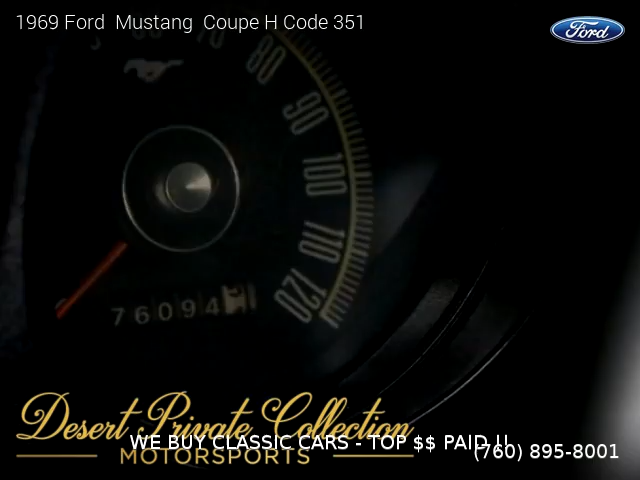 1969 Ford Mustang Coupe H Code 351
Ford
80
90
100
110
120
0
76094
Desert Private Collection
WE BUY CLASSIC CARS - TOP $$ PAID !!
MOTORSPORTS
(760) 895-8001